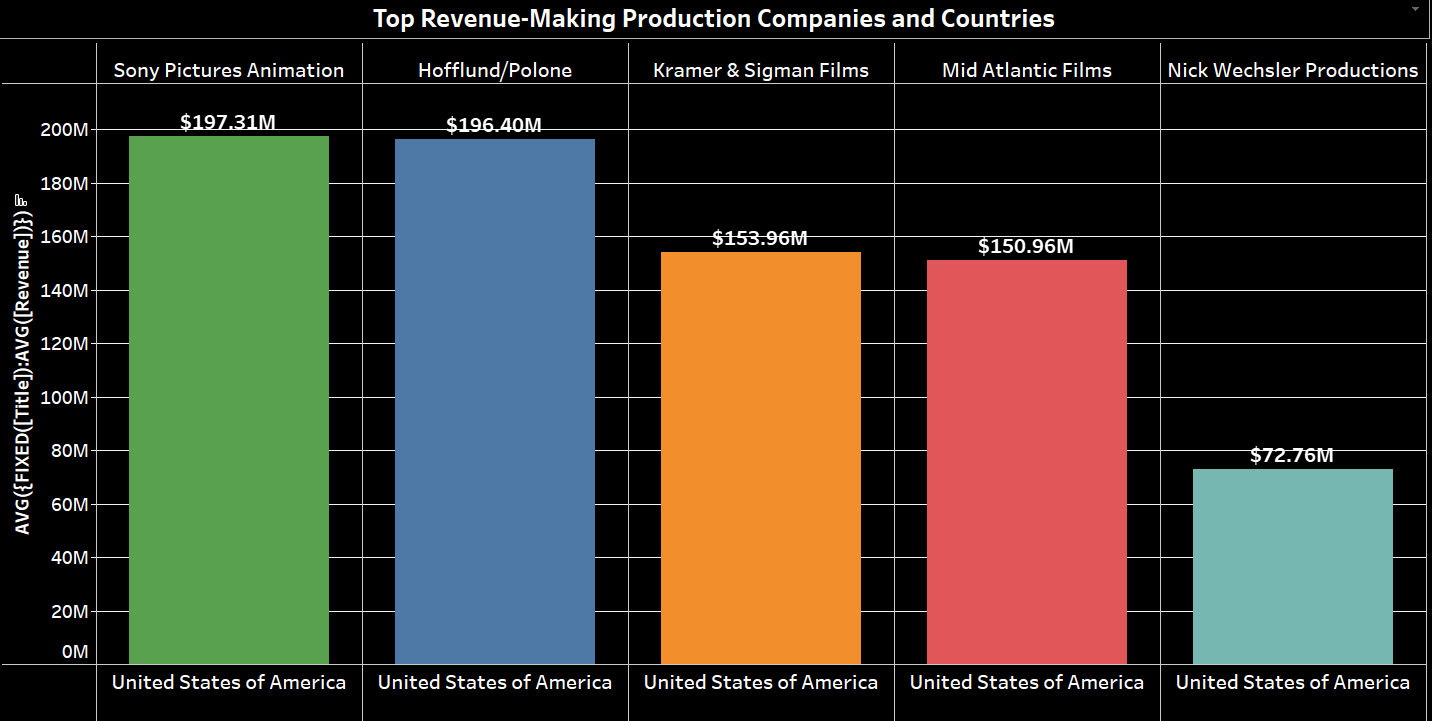 Top Revenue-Making Production Companies and Countries
Sony Pictures Animation
Hofflund/Polone
Kramer & Sigman Films
Mid Atlantic Films
Nick Wechsler Productions
AVG({FIXED([Title]):AVG([Revenue])})
200M
180M
160M
140M
120M
100M
80M
60M
40M
20M
0M
$197.31M
$196.40M
$153.96M
$150.96M
$72.76M
United States of America
United States of America
United States of America
United States of America
United States of America